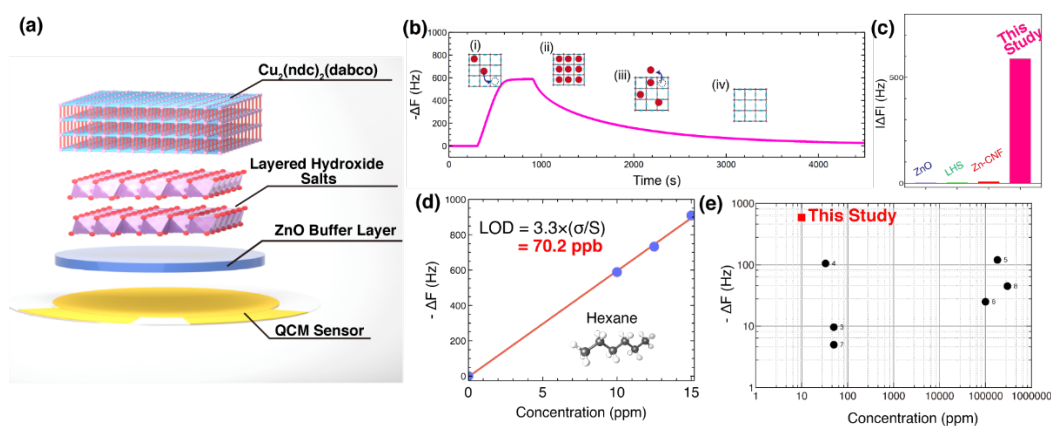 (a)
Cu2(ndc)2(dabco)
Layered Hydroxide
Salts
ZnO Buffer Layer
QCM Sensor
(b)
-ΔF (Hz)
1000
800
600
400
200
0
0
1000
2000
3000
4000
Time (s)
(i)
(ii)
(iii)
(iv)
(c)
|ΔF| (Hz)
500
0
ZnO
LHS
Zn-CNF
This
Study
(d)
- ΔF (Hz)
-1000
-800
600
400
200
0
0
5
10
15
Concentration (ppm)
LOD = 3.3×(σ/S)
= 70.2 ppb
Hexane
(e)
- ΔF (Hz)
-1000
100
10
1
1
10
100
1000
10000
100000
1000000
Concentration (ppm)
This Study
4
3
7
5
8
6